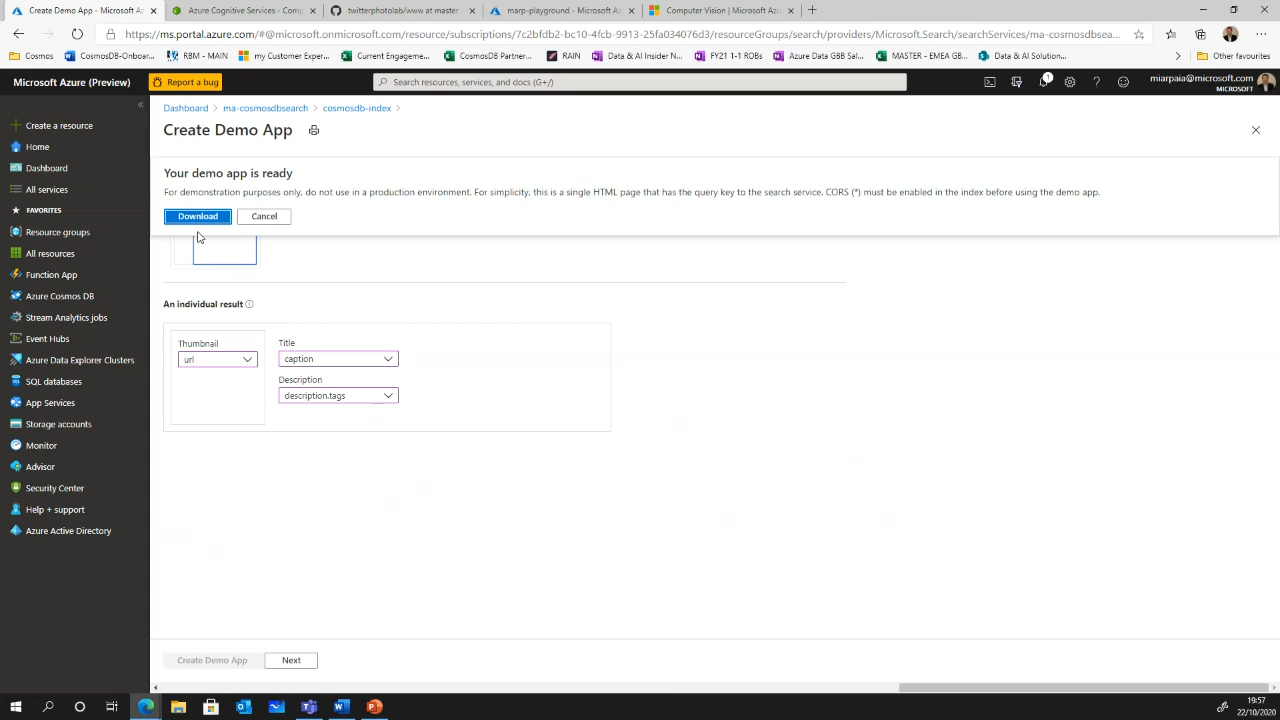 Create Demo App - Microsoft Az
Azure Cognitive Services - Comp
twitterphotolab/www at master
marp-playground - Microsoft Az
Computer Vision | Microsoft Azu
https://ms.portal.azure.com/#@microsoft.onmicrosoft.com/resource/subscriptions/7c2bfdb2-bc10-4fcb-9913-25fa034076d3/resourceGroups/search/providers/Microsoft.Search/searchServices/ma-cosmosdbsea...
Cosmos
CosmosDB-Onboar...
RBM - MAIN
my Customer Exper...
Current Engageme...
CosmosDB Partner...
RAIN
Data & AI Insider N...
FY21 1-1 ROBs
Azure Data GBB Sal...
MASTER - EMEA GB...
Data & AI Solution...
Other favourites
Microsoft Azure (Preview)
Report a bug
Search resources, services, and docs (G+/)
1
miarpaia@microsoft.com
MICROSOFT
Create a resource
Home
Dashboard
All services
FAVORITES
Resource groups
All resources
Function App
Azure Cosmos DB
Stream Analytics jobs
Event Hubs
Azure Data Explorer Clusters
SQL databases
App Services
Storage accounts
Monitor
Advisor
Security Center
Help + support
Azure Active Directory
Dashboard > ma-cosmosdbsearch > cosmosdb-index >
Create Demo App
Your demo app is ready
For demonstration purposes only, do not use in a production environment. For simplicity, this is a single HTML page that has the query key to the search service. CORS (*) must be enabled in the index before using the demo app.
Download
Cancel
An individual result
Thumbnail
url
Title
caption
Description
description.tags
Create Demo App
Next
19:57
22/10/2020